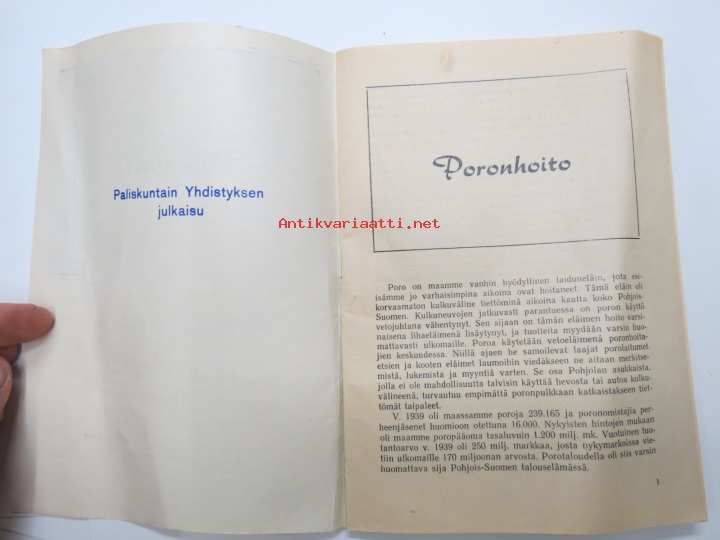 Paliskuntain Yhdistyksen
julkaisu
Antikvariaatti.net
Poronhoito
Poro on maamme vanhin hyödyllinen laiduneläin, jota esi-
isämme jo varhaisimpina aikoina ovat hoitaneet. Tämä eläin oli
korvaamaton kulkuväline tiettöminä aikoina kautta koko Pohjois-
Suomen. Kulkuneuvojen jatkuvasti parantuessa on poron käyttö
vetojuhtana vähentynyt. Sen sijaan on tämän eläimen hoito varsi-
naisena lihaeläimenä lisäytynyt, ja tuotteita myydään varsin huo-
mattavasti ulkomaille. Poroa käytetään vetoeläimenä poronhoita-
jien keskuudessa. Niillä ajaen he samoilevat laajat porolaitumet
etsien ja kooten eläimet laumoihin viedäkseen ne aitaan merkitse-
mistä, lukemista ja myyntiä varten. Se osa Pohjolan asukkaista,
jolla ei ole mahdollisuutta talvisin käyttää hevosta tai autoa kulku-
välineenä, turvautuu empimättä poronpulkkaan katkaistakseen tiet-
tömät taipaleet.
V. 1939 oli maassamme poroja 239.165 ja poronomistajia per-
heenjäsenet huomioon otettuna 16.000. Nykyisten hintojen mukaan
oli maamme poropääoma tasaluvuin 1.200 milj. mk. Vuotuinen tuo-
tantoarvo v. 1939 oli 250 milj. markkaa, josta nykymarkoissa vie-
tiin ulkomaille 170 miljoonan arvosta. Porotaloudella oli siis varsin
huomattava sija Pohjois-Suomen talouselämässä.
1